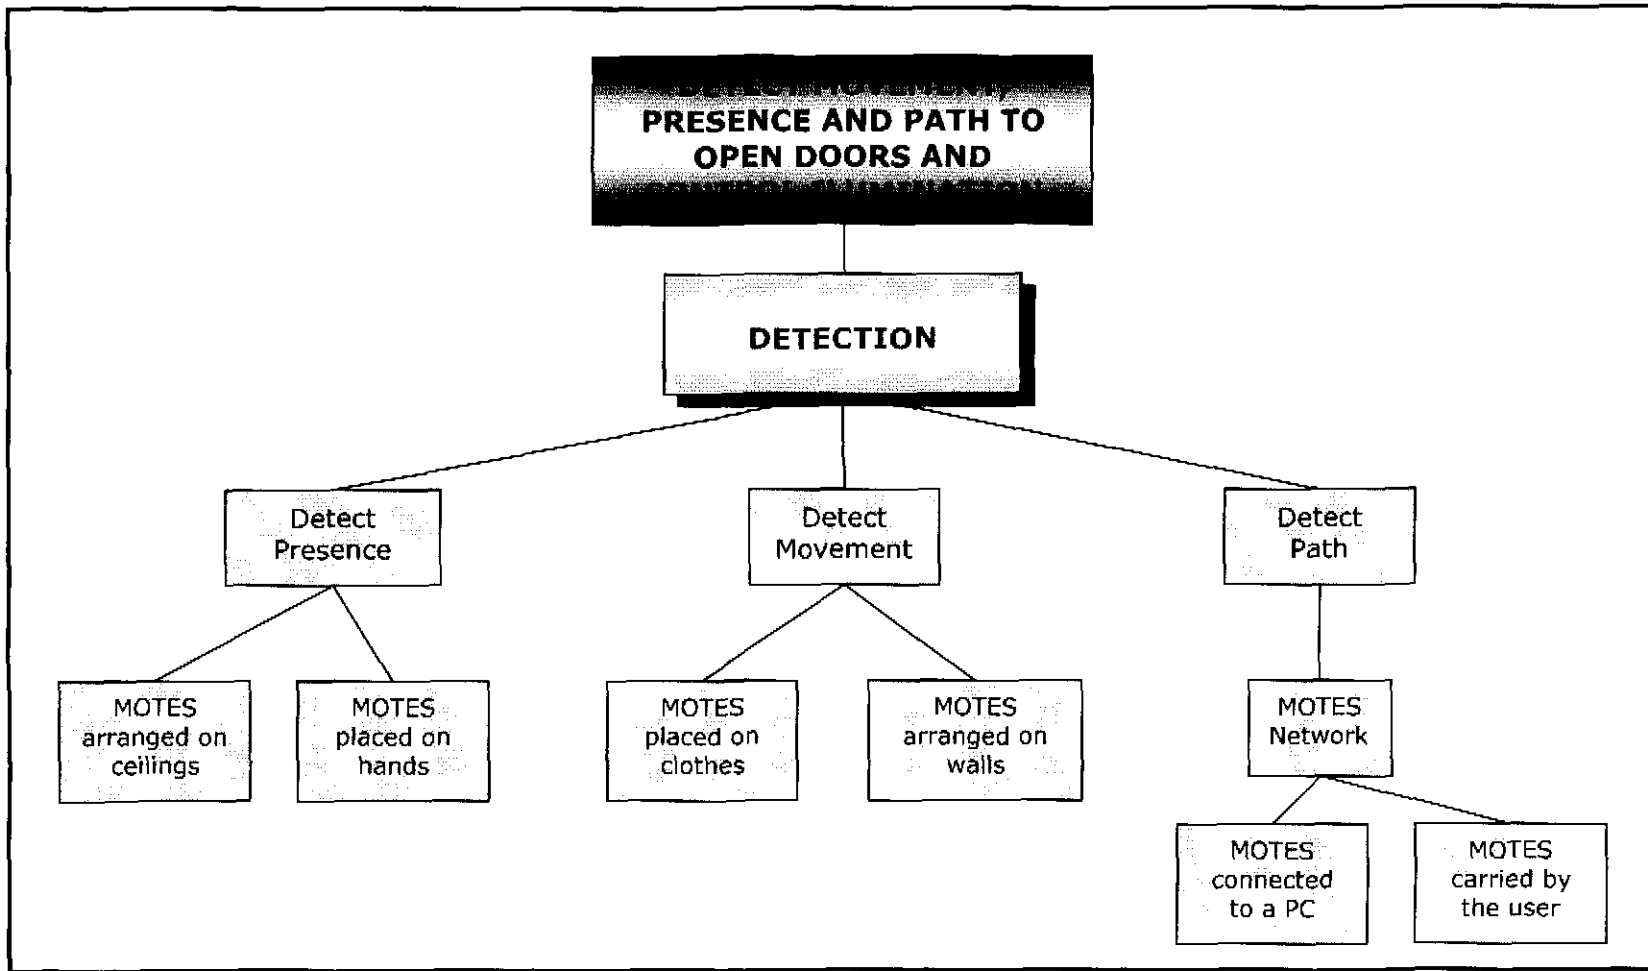 PRESENCE AND PATH TO
OPEN DOORS AND
DETECTION
Detect
Presence
Detect
Movement
Detect
Path
MOTES
arranged on
ceilings
MOTES
placed on
hands
MOTES
placed on
clothes
MOTES
arranged on
walls
MOTES
Network
MOTES
connected
to a PC
MOTES
carried by
the user